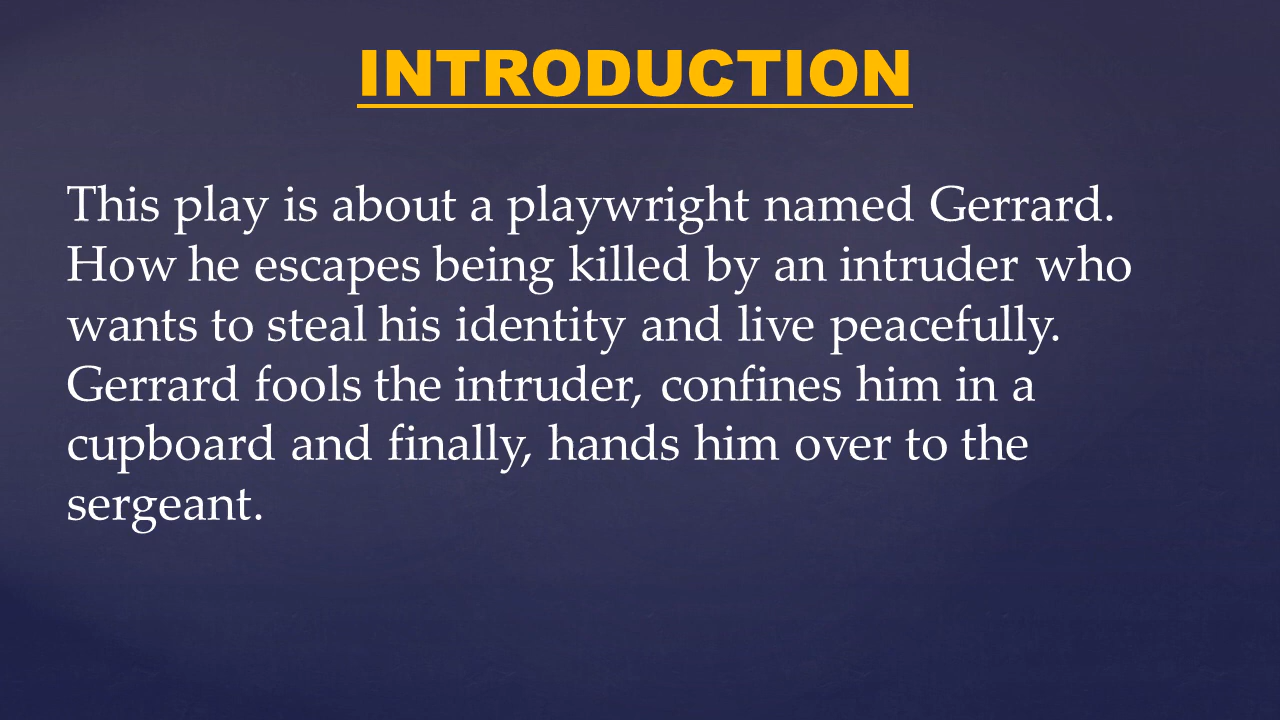 INTRODUCTION
This play is about a playwright named Gerrard.
How he escapes being killed by an intruder who
wants to steal his identity and live peacefully.
Gerrard fools the intruder, confines him in a
cupboard and finally, hands him over to the
sergeant.